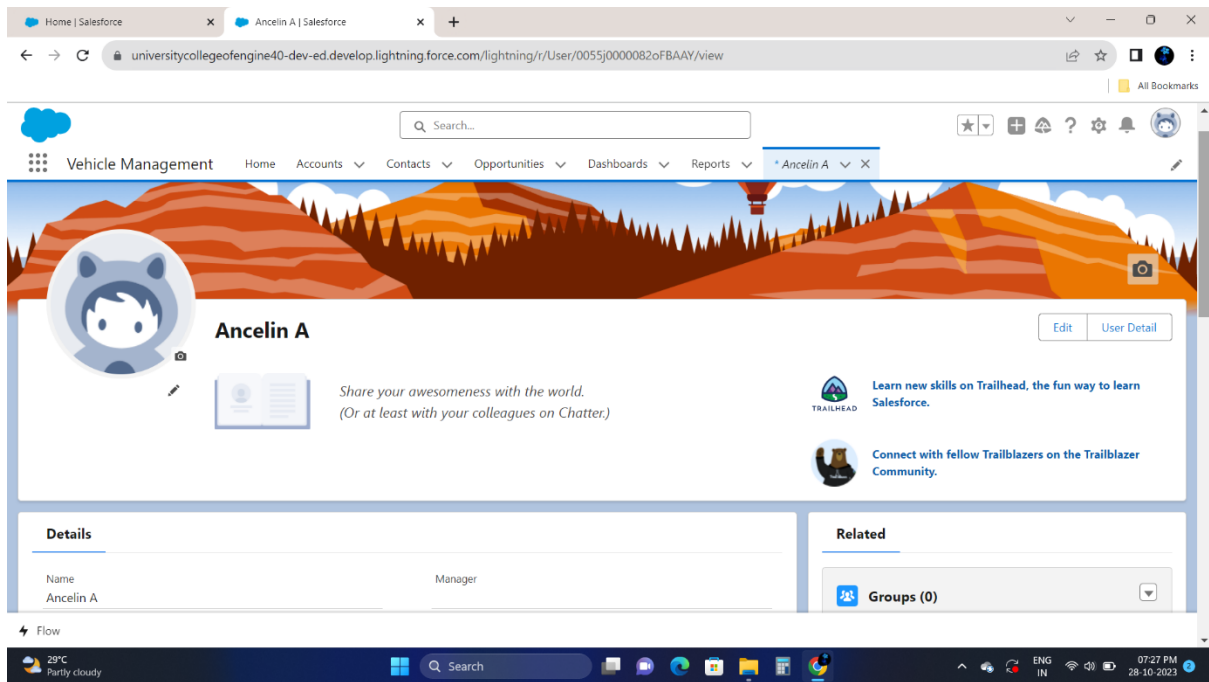 Home | Salesforce
Ancelin A | Salesforce
universitycollegeofengine40-dev-ed.develop.lightning.force.com/lightning/r/User/0055j0000082oFBAAY/view
All Bookmarks
Search...
Vehicle Management Home Accounts Contacts Opportunities Dashboards Reports * Ancelin A
Ancelin A
Edit User Detail
Share your awesomeness with the world.
(Or at least with your colleagues on Chatter.)
TRAILHEAD
Learn new skills on Trailhead, the fun way to learn
Salesforce.
Connect with fellow Trailblazers on the Trailblazer
Community.
Details
Name
Ancelin A
Manager
Related
Groups (0)
Flow
29°C
Partly cloudy
Search
ENG
IN
07:27 PM
28-10-2023
2